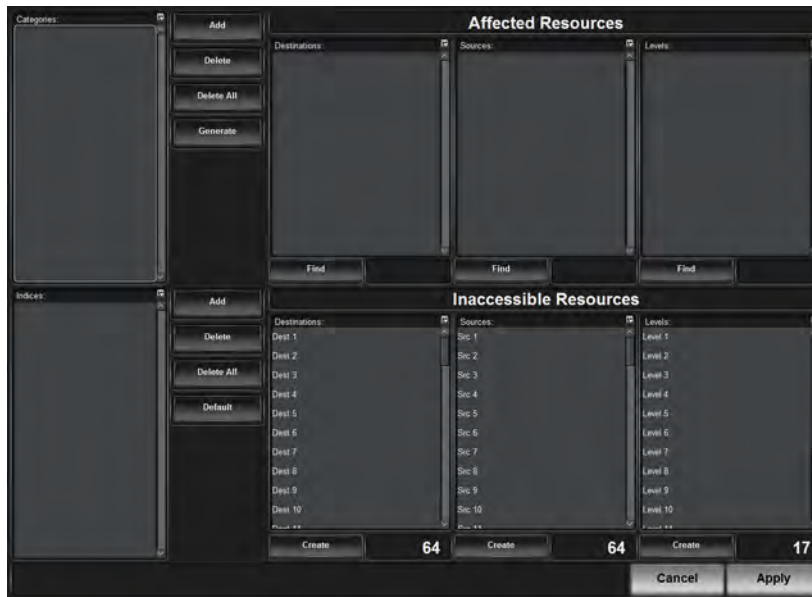 Categories:
Add
Delete
Delete All
Generate
Affected Resources
Destinations:
Sources:
Levels:
Find
Find
Find
Indices:
Add
Delete
Delete All
Default
Inaccessible Resources
Destinations:
Dest 1
Dest 2
Dest 3
Dest 4
Dest 5
Dest 6
Dest 7
Dest 8
Dest 9
Dest 10
Sources:
Src 1
Src 2
Src 3
Src 4
Src 5
Src 6
Src 7
Src 8
Src 9
Src 10
Levels:
Level 1
Level 2
Level 3
Level 4
Level 5
Level 6
Level 7
Level 8
Level 9
Level 10
Create 64
Create 64
Create 17
Cancel
Apply